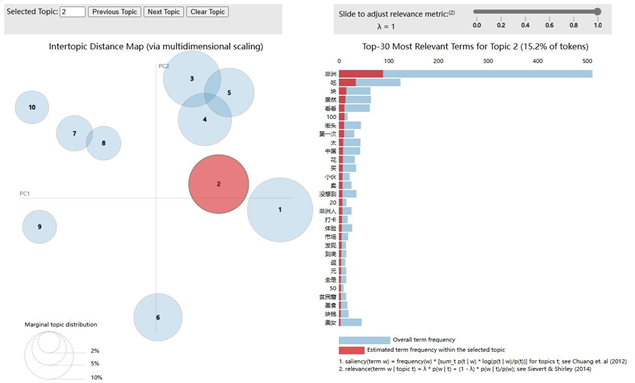 Selected Topic: 2 Previous Topic Next Topic Clear Topic
Slide to adjust relevance metric:(2)
λ = 1
0.0 0.2 0.4 0.6 0.8 1.0
Intertopic Distance Map (via multidimensional scaling)
PC2
PC1
3
5
4
10
7
8
2
1
9
6
Marginal topic distribution
2%
5%
10%
Top-30 Most Relevant Terms for Topic 2 (15.2% of tokens)
0 100 200 300 400 500
非洲
吃
块
居然
看看
100
街头
第一次
太
中国
花
买
小伙
卖
没想到
20
非洲人
打卡
体验
市场
发现
到底
逛
元
全是
50
贫民窟
美食
块钱
美女
Overall term frequency
Estimated term frequency within the selected topic
1. saliency(term w) = frequency(w) * [sum_t p(t | w) * log(p(t | w)/p(t))] for topics t; see Chuang et. al (2012)
2. relevance(term w | topic t) = λ * p(w | t) + (1 - λ) * p(w | t)/p(w); see Sievert & Shirley (2014)